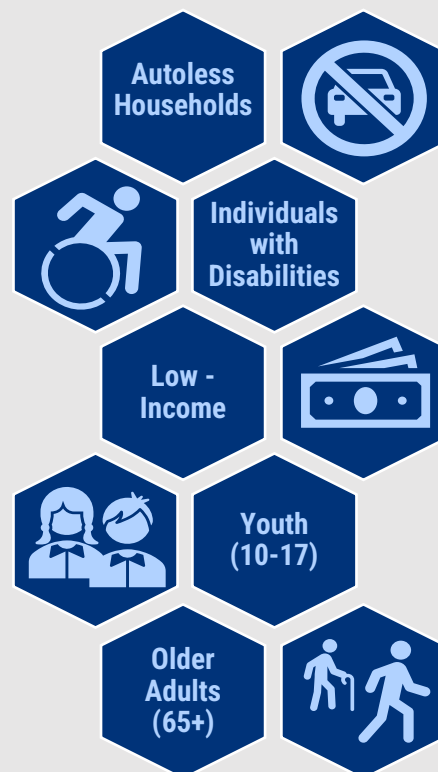 Autoless
Households
Individuals
with
Disabilities
Low -
Income
Youth
(10-17)
Older
Adults
(65+)